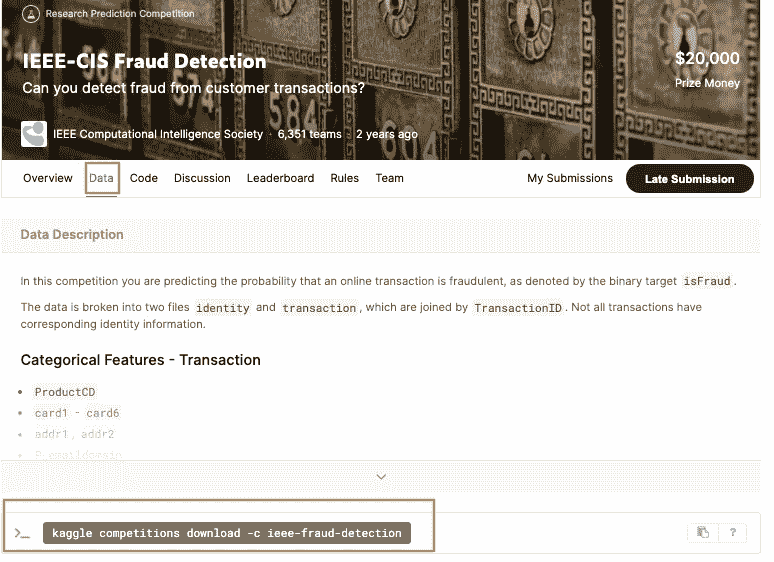 Research Prediction Competition
IEEE-CIS Fraud Detection
$20,000
Can you detect fraud from customer transactions?
Prize Money
584
IEEE Computational Intelligence Society · 6,351 teams · 2 years ago
Overview Data Code Discussion Leaderboard Rules Team My Submissions Late Submission
Data Description
In this competition you are predicting the probability that an online transaction is fraudulent, as denoted by the binary target isFraud.
The data is broken into two files identity and transaction, which are joined by TransactionID. Not all transactions have
corresponding identity information.
Categorical Features - Transaction
• ProductCD
• card1 - card6
• addr1, addr2
• P_emaildomain
>_ kaggle competitions download -c ieee-fraud-detection ?